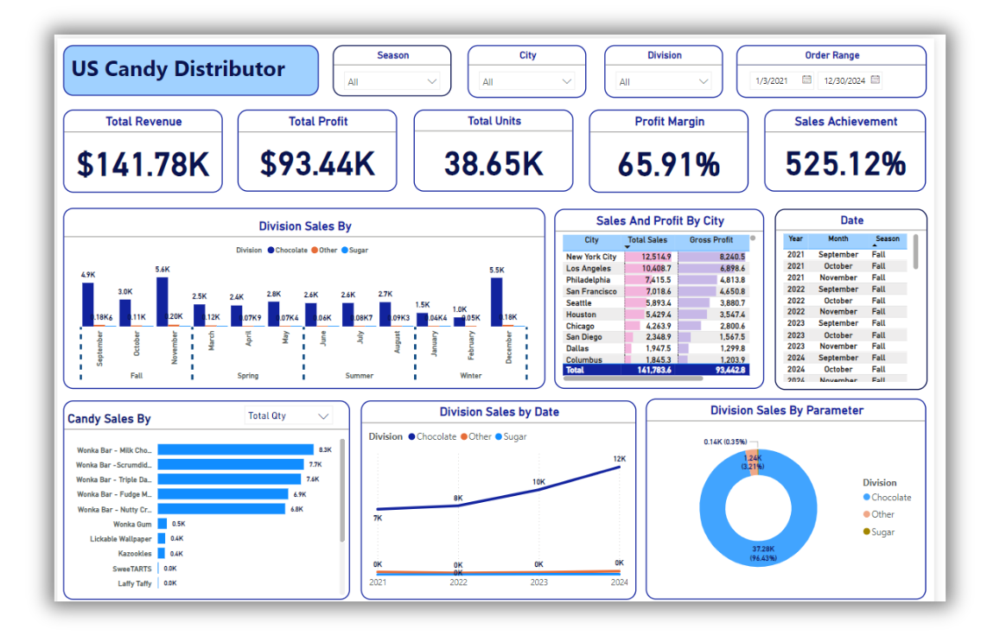 US Candy Distributor
Season
All
City
All
Division
All
Order Range
1/3/2021 12/30/2024
Total Revenue
$141.78K
Total Profit
$93.44K
Total Units
38.65K
Profit Margin
65.91%
Sales Achievement
525.12%
Division Sales By
Division Chocolate Other Sugar
4.9K 3.0K 5.6K 2.5K 2.4K 2.8K 2.6K 2.6K 2.7K 1.5K 1.0K 5.5K
0.18K6 0.11K 0.20K 0.12K 0.07K9 0.07K4 0.06K 0.08K7 0.09K3 0.04K4 0.05K 0.18K
September October November March April May June July August January February December
Fall Spring Summer Winter
Sales And Profit By City
City Total Sales Gross Profit
New York City 12,514.9 8,240.5
Los Angeles 10,408.7 6,898.6
Philadelphia 7,415.5 4,813.8
San Francisco 7,018.6 4,650.8
Seattle 5,893.4 3,880.7
Houston 5,429.4 3,547.4
Chicago 4,263.9 2,800.6
San Diego 2,348.9 1,567.5
Dallas 1,947.5 1,299.8
Columbus 1,845.3 1,203.9
Total 141,783.6 93,442.8
Date
Year Month Season
2021 September Fall
2021 October Fall
2021 November Fall
2022 September Fall
2022 October Fall
2022 November Fall
2023 September Fall
2023 October Fall
2023 November Fall
2024 September Fall
2024 October Fall
2024 November Fall
Candy Sales By
Total Qty
Wonka Bar - Milk Cho... 8.3K
Wonka Bar -Scrumdid... 7.7K
Wonka Bar - Triple Da... 7.6K
Wonka Bar - Fudge M... 6.9K
Wonka Bar - Nutty Cr... 6.8K
Wonka Gum 0.5K
Lickable Wallpaper 0.4K
Kazookles 0.4K
SweeTARTS 0.0K
Laffy Taffy 0.0K
Division Sales by Date
Division Chocolate Other Sugar
7K 8K 10K 12K
0K 0K 0K 0K
0K
2021 2022 2023 2024
Division Sales By Parameter
0.14K (0.35%)
1.24K
(3.21%)
37.28K
(96.43%)
Division
Chocolate
Other
Sugar